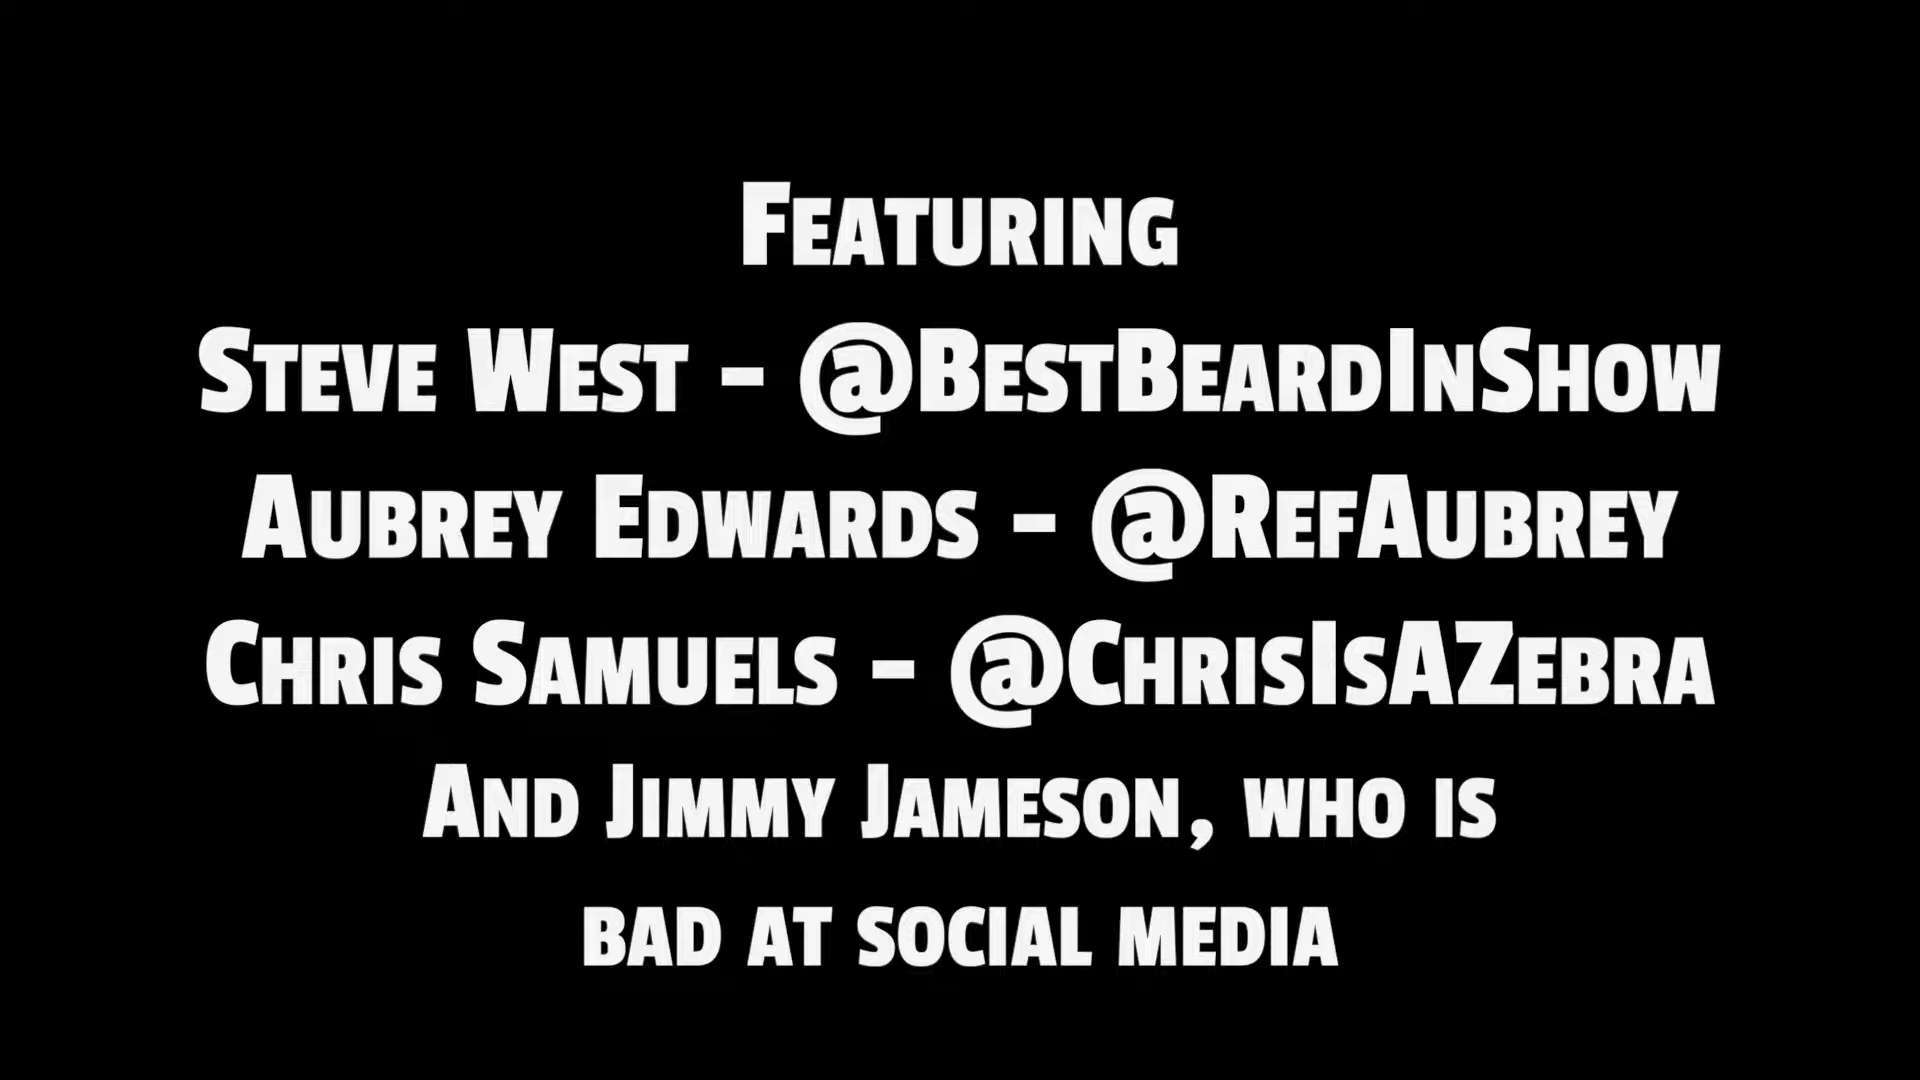 Featuring
Steve West - @BestBeardInShow
Aubrey Edwards - @RefAubrey
Chris Samuels - @ChrisIsAZebra
And Jimmy Jameson, who is
bad at social media